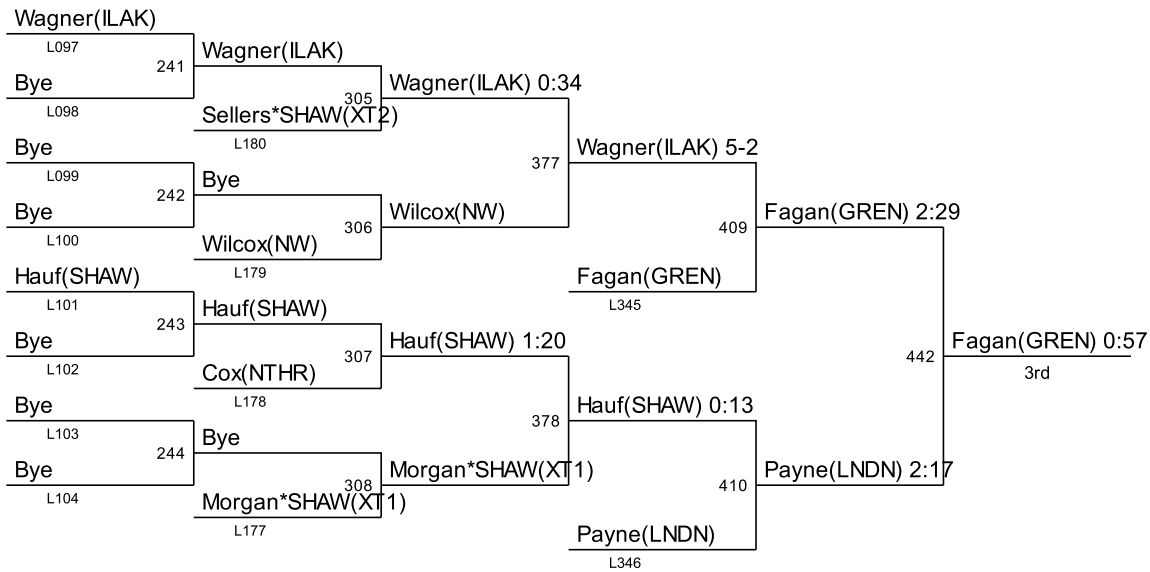 Wagner(ILAK)
L097
241
Wagner(ILAK)
Bye
L098
305
Wagner(ILAK) 0:34
Sellers*SHAW(XT2)
L180
Bye
L099
377
Wagner(ILAK) 5-2
242
Bye
Bye
L100
306
Wilcox(NW)
Wilcox(NW)
L179
409
Fagan(GREN) 2:29
Hauf(SHAW)
L101
Fagan(GREN)
L345
243
Hauf(SHAW)
Bye
L102
307
Hauf(SHAW) 1:20
Cox(NTHR)
L178
442
Fagan(GREN) 0:57
3rd
Bye
L103
378
Hauf(SHAW) 0:13
244
Bye
Bye
L104
308
Morgan*SHAW(XT1)
Morgan*SHAW(XT1)
L177
410
Payne(LNDN) 2:17
Payne(LNDN)
L346